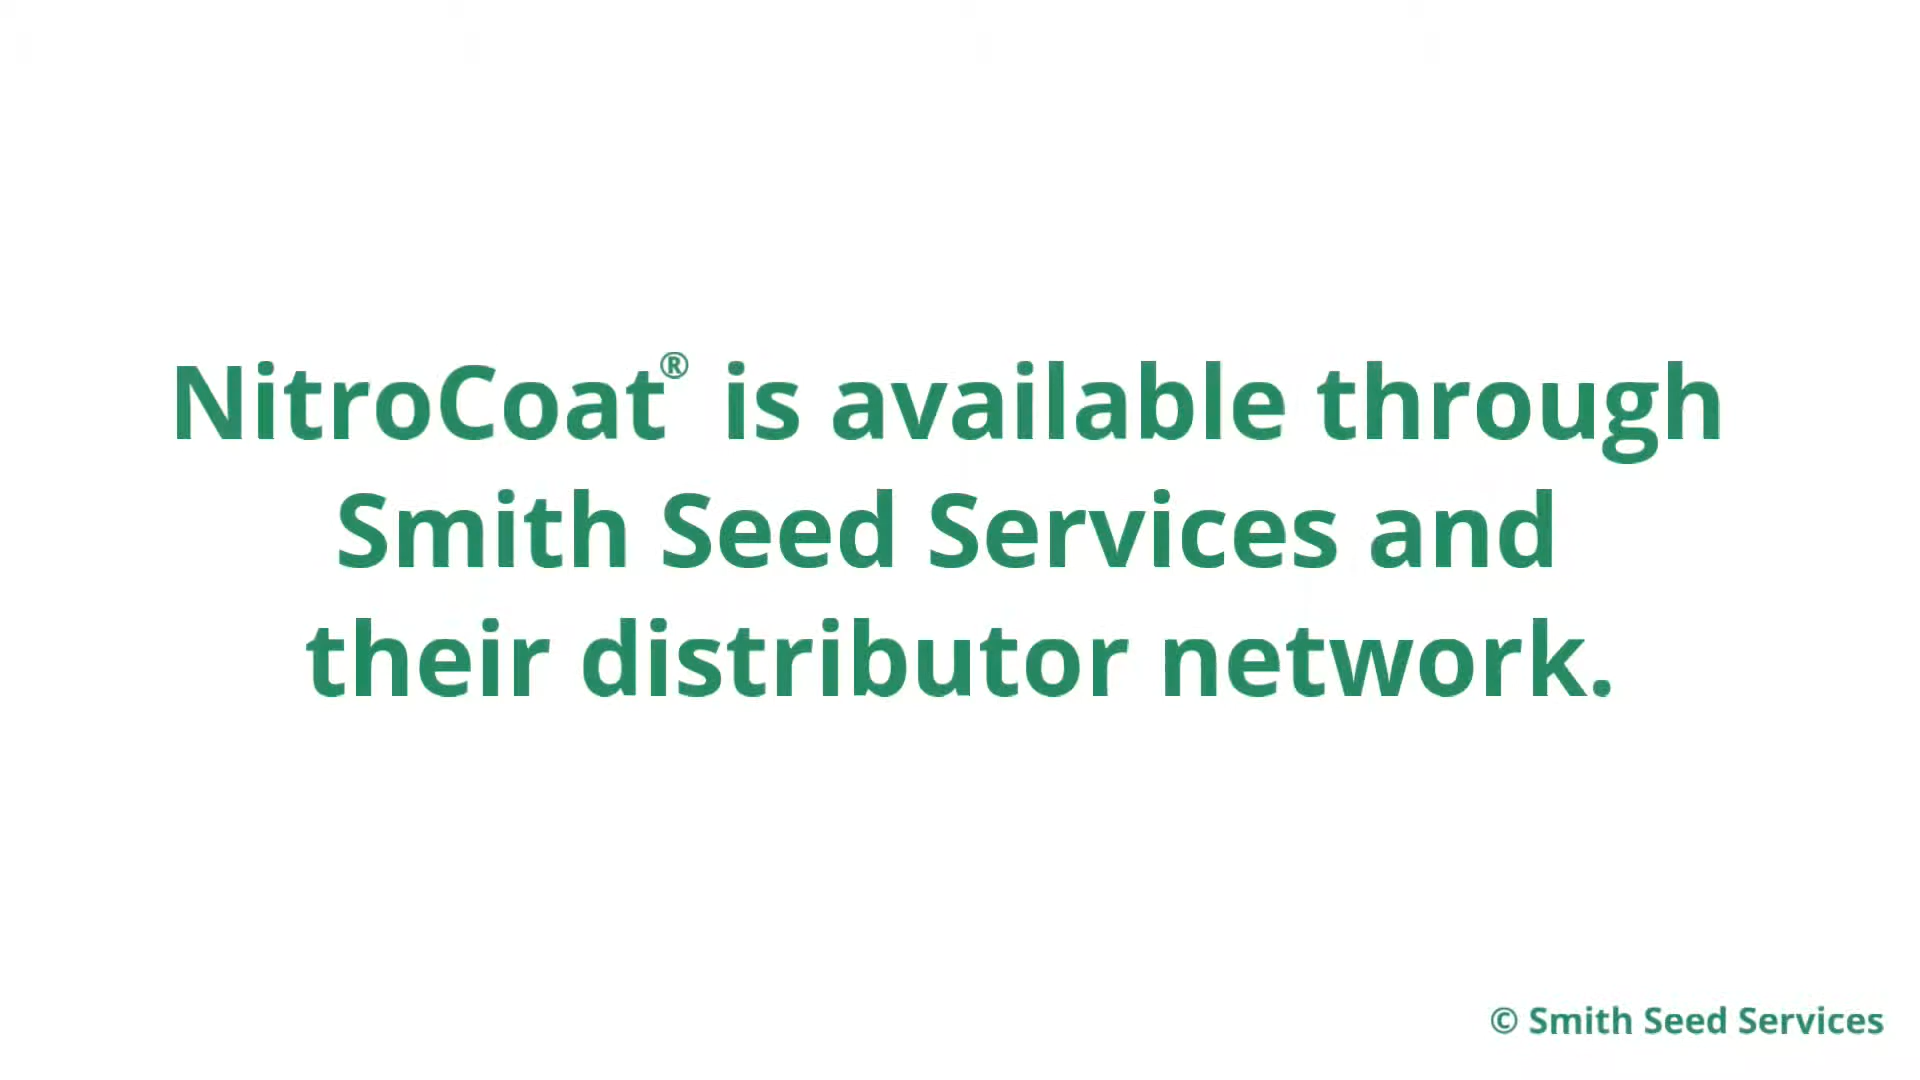 NitroCoat® is available through
Smith Seed Services and
their distributor network.
© Smith Seed Services